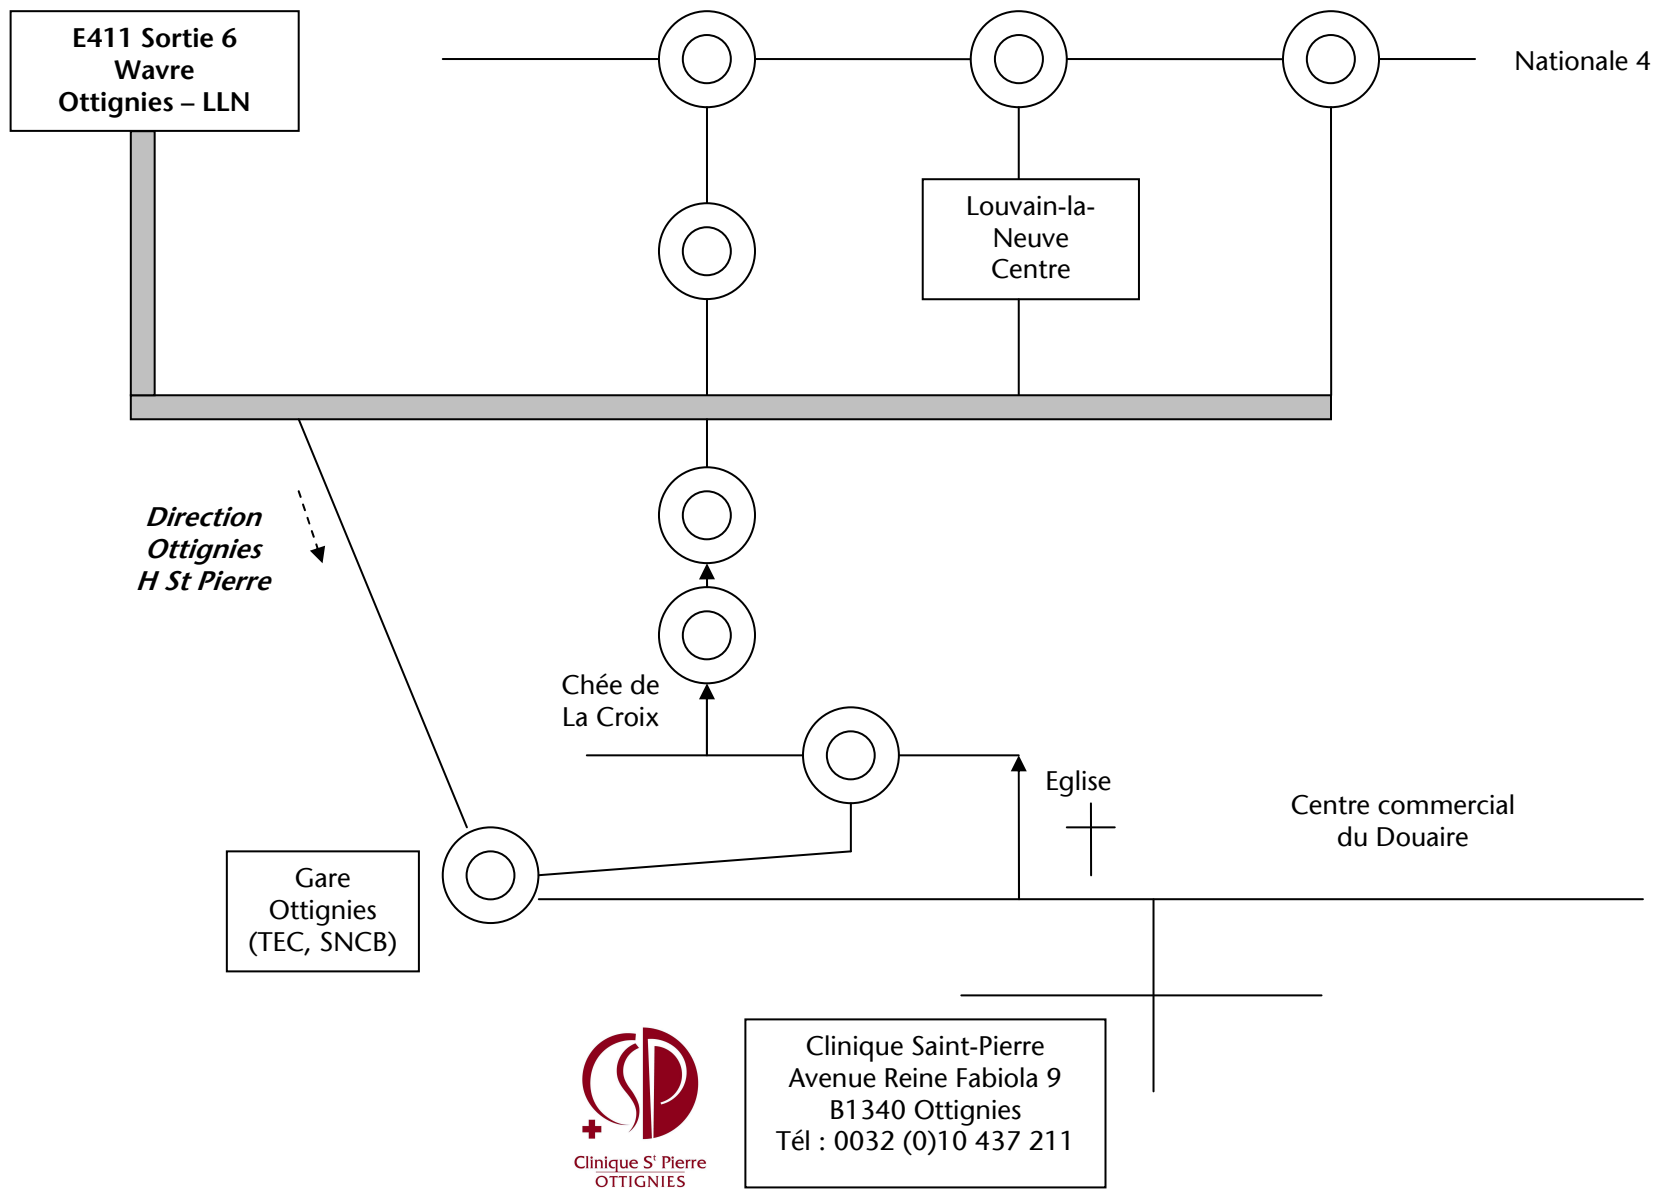 E411 Sortie 6
Wavre
Ottignies – LLN
Nationale 4
Louvain-la-
Neuve
Centre
Direction
Ottignies
H St Pierre
Chée de
La Croix
Eglise
Centre commercial
du Douaire
Gare
Ottignies
(TEC, SNCB)
Clinique Saint-Pierre
Avenue Reine Fabiola 9
B1340 Ottignies
Tél : 0032 (0)10 437 211
SP
Clinique St Pierre
OTTIGNIES